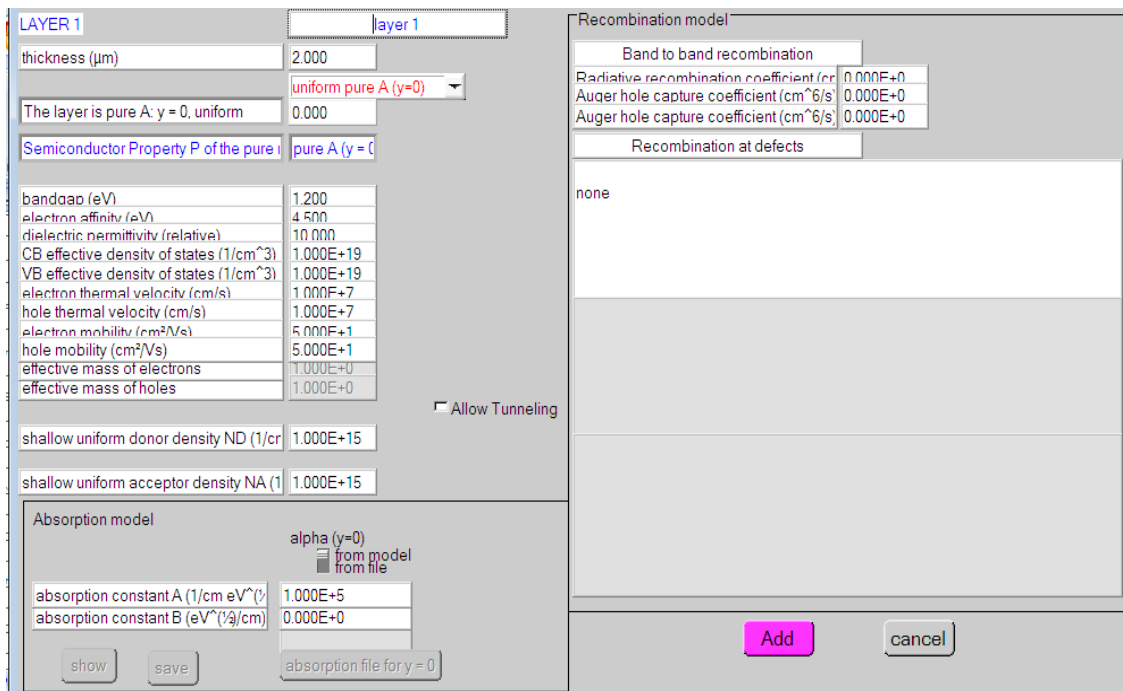 LAYER 1
layer 1
thickness (µm) 2.000
uniform pure A (y=0)
The layer is pure A: y = 0, uniform 0.000
Semiconductor Property P of the pure pure A (y = 0
bandgap (eV) 1.200
electron affinity (eV) 4.500
dielectric permittivity (relative) 10.000
CB effective density of states (1/cm^3) 1.000E+19
VB effective density of states (1/cm^3) 1.000E+19
electron thermal velocity (cm/s) 1.000E+7
hole thermal velocity (cm/s) 1.000E+7
electron mobility (cm²/Vs) 5.000E+1
hole mobility (cm²/Vs) 5.000E+1
effective mass of electrons 1.000E+0
effective mass of holes 1.000E+0
Allow Tunneling
shallow uniform donor density ND (1/cr 1.000E+15
shallow uniform acceptor density NA (1 1.000E+15
Absorption model
alpha (y=0)
from model
from file
absorption constant A (1/cm eV^(½ 1.000E+5
absorption constant B (eV^(½)/cm) 0.000E+0
show
save
absorption file for y = 0
Recombination model
Band to band recombination
Radiative recombination coefficient (cr 0.000E+0
Auger hole capture coefficient (cm^6/s) 0.000E+0
Auger hole capture coefficient (cm^6/s) 0.000E+0
Recombination at defects
none
Add
cancel